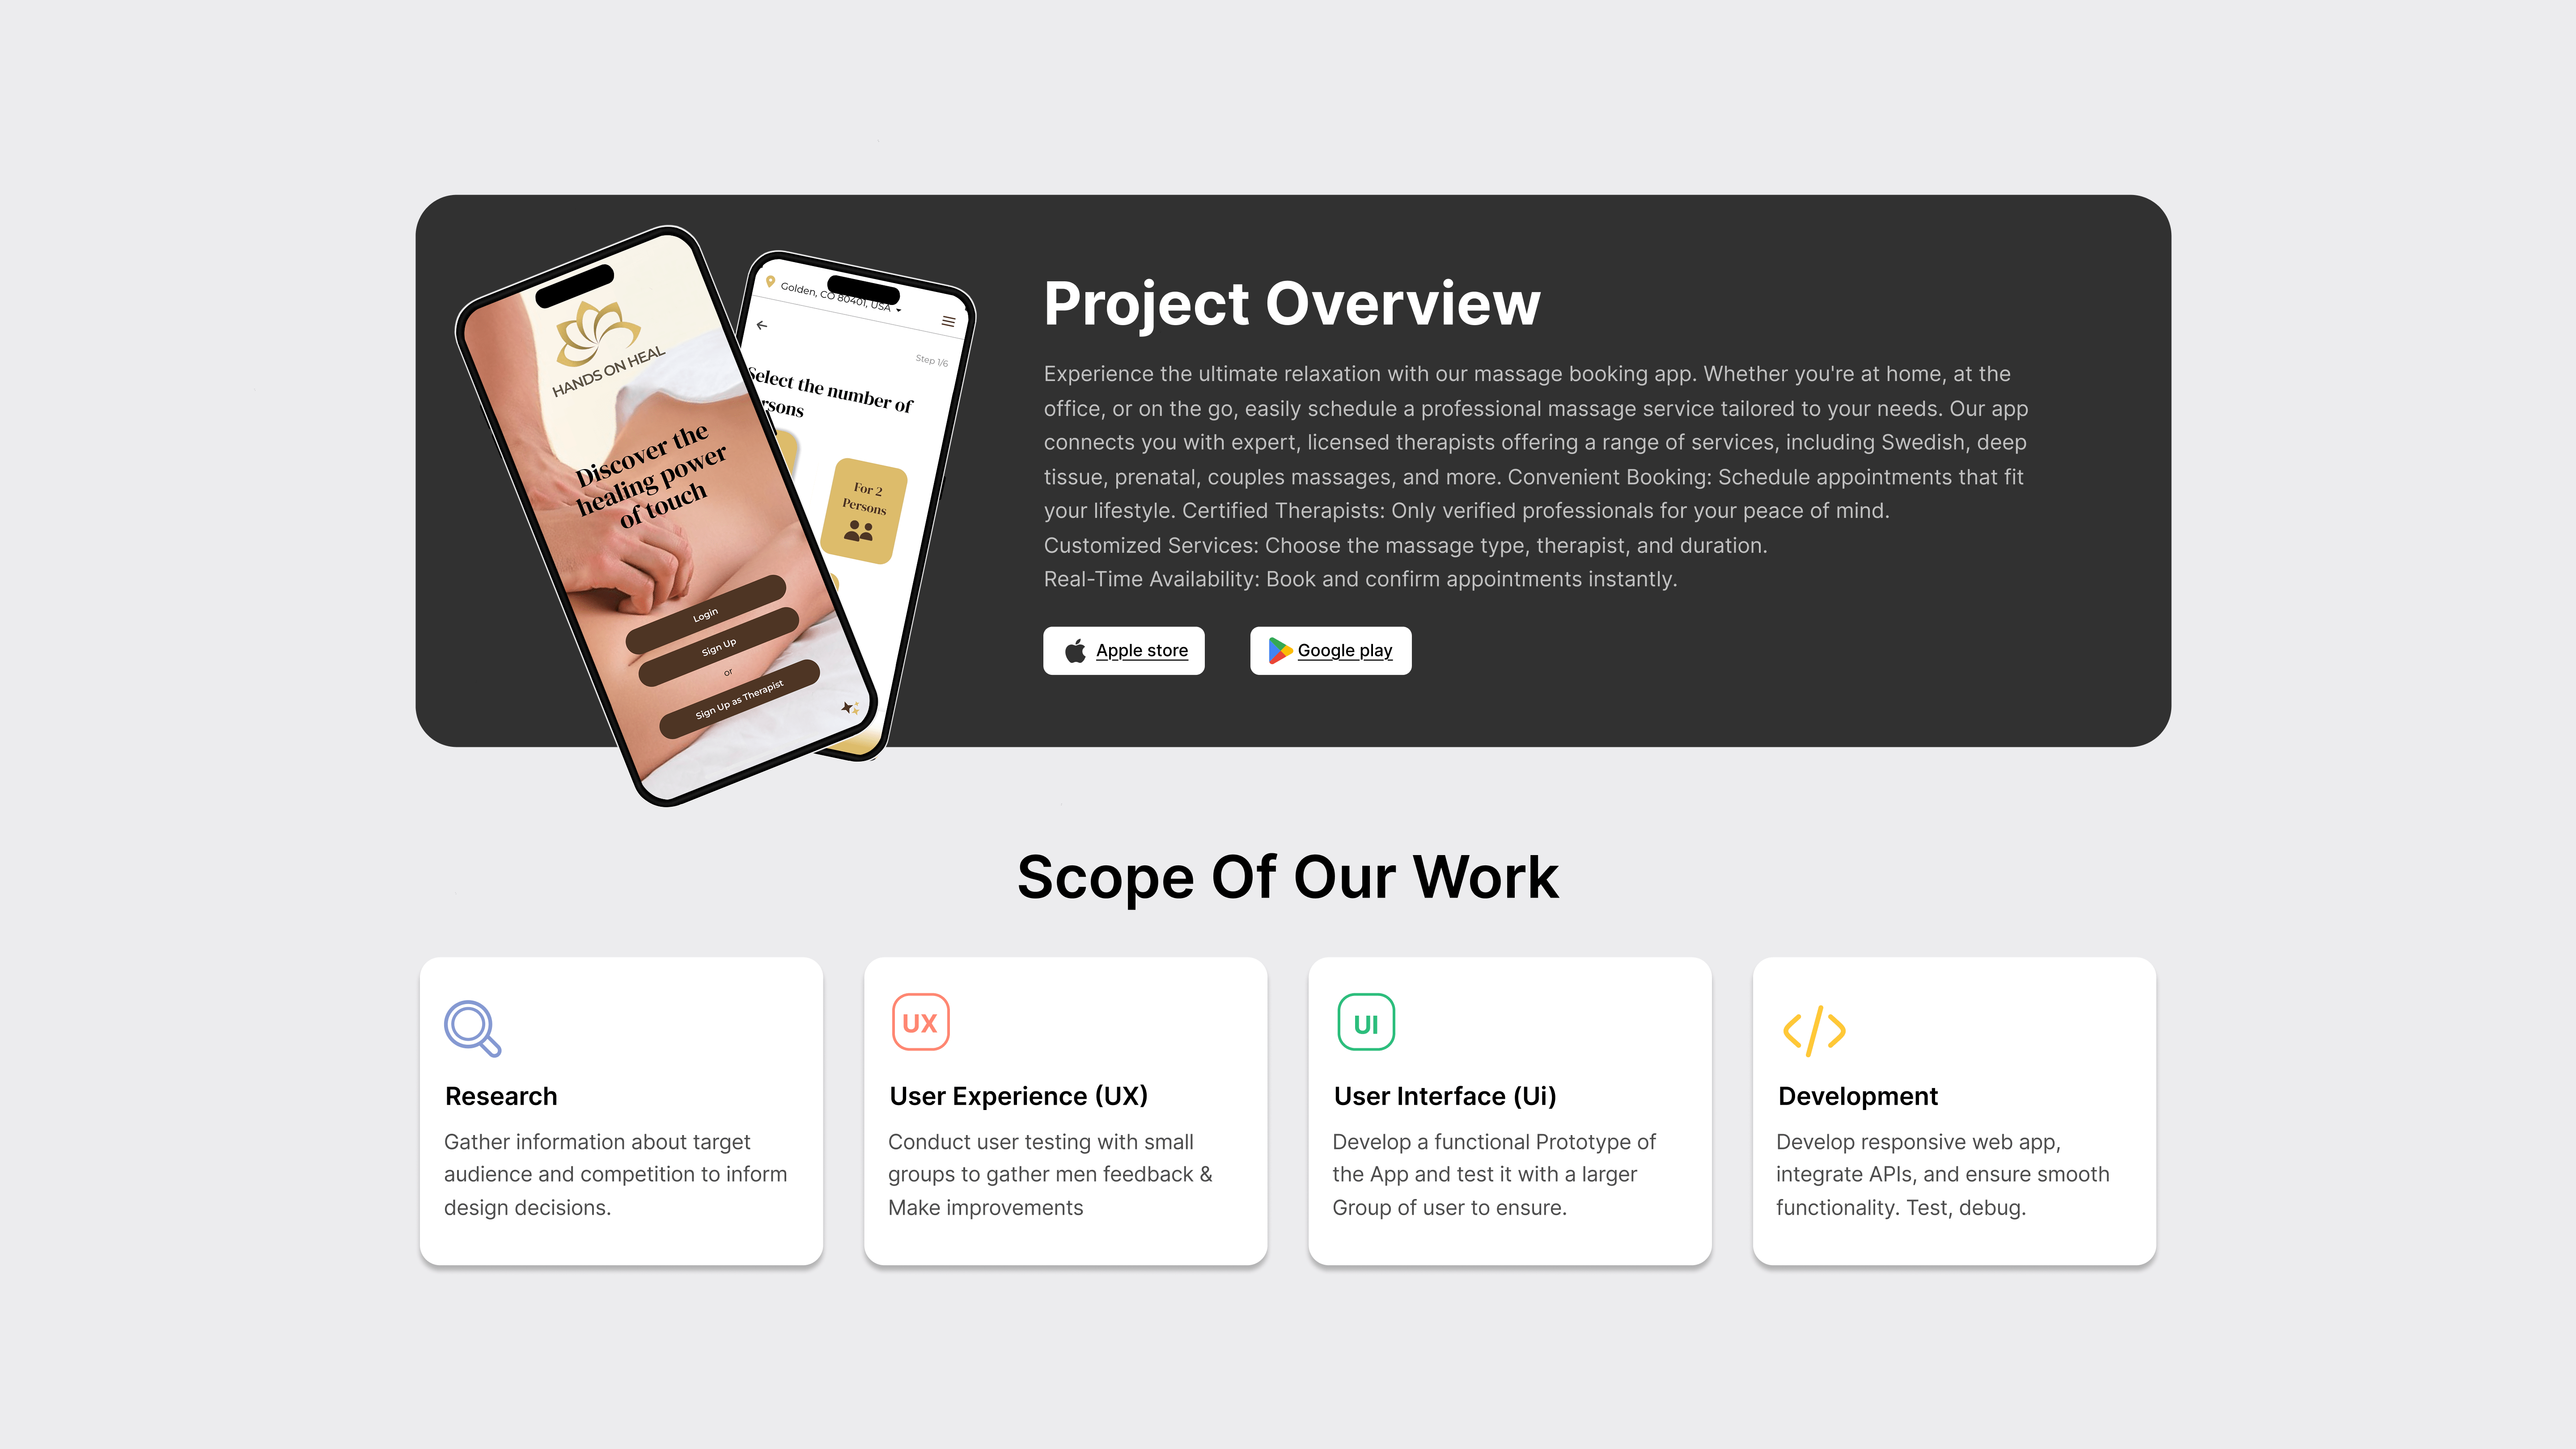 HANDS ON HEAL
Discover the
healing power
of touch
Login
Sign Up
or
Sign Up as Therapist
Golden, CO 80401, USA
Step 1/6
Select the number of
For 2
Persons
Project Overview
Experience the ultimate relaxation with our massage booking app. Whether you're at home, at the
office, or on the go, easily schedule a professional massage service tailored to your needs. Our app
connects you with expert, licensed therapists offering a range of services, including Swedish, deep
tissue, prenatal, couples massages, and more. Convenient Booking: Schedule appointments that fit
your lifestyle. Certified Therapists: Only verified professionals for your peace of mind.
Customized Services: Choose the massage type, therapist, and duration.
Real-Time Availability: Book and confirm appointments instantly.
Apple store
Google play
Scope Of Our Work
UX
UI
Research
User Experience (UX)
User Interface (Ui)
Development
Gather information about target
audience and competition to inform
design decisions.
Conduct user testing with small
groups to gather men feedback &
Make improvements
Develop a functional Prototype of
the App and test it with a larger
Group of user to ensure.
Develop responsive web app,
integrate APIs, and ensure smooth
functionality. Test, debug.